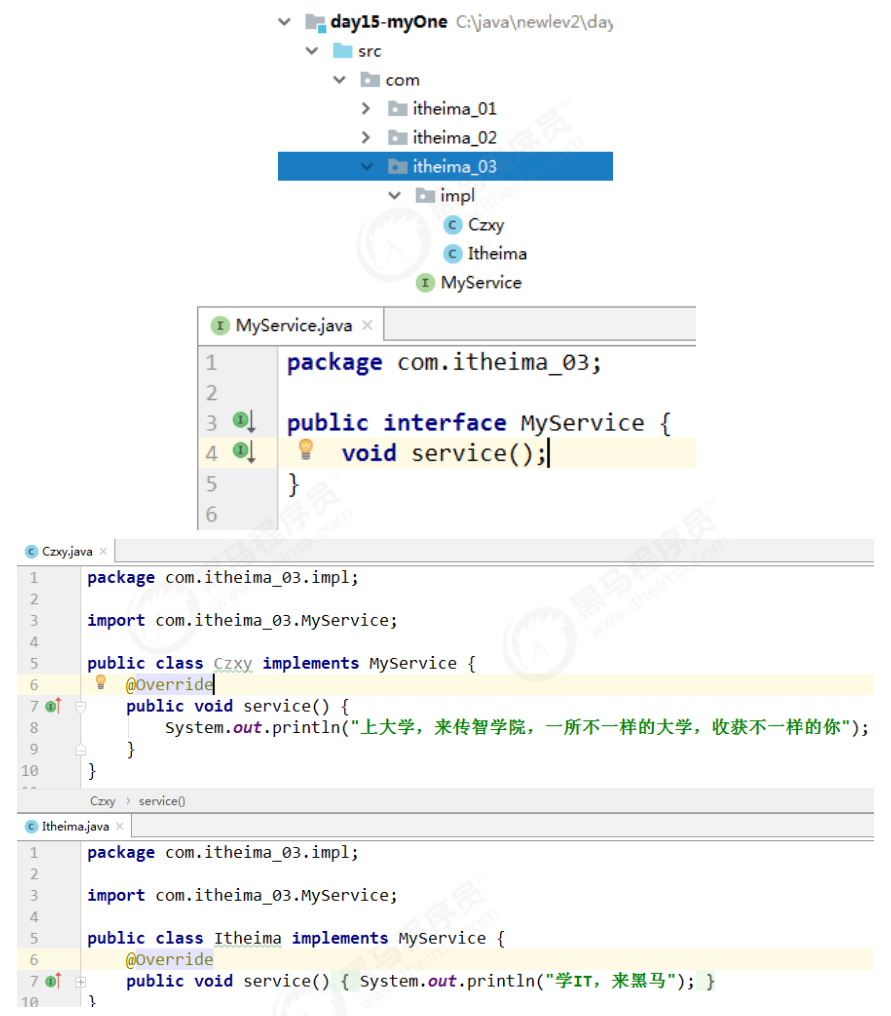 day15-myOne C:\java\newlev2\day
src
com
itheima_01
itheima_02
itheima_03
impl
Czxy
Itheima
MyService
MyService.java
1 package com.itheima_03;
2
3 public interface MyService {
4 void service();
5 }
6
Czxy.java
1 package com.itheima_03.impl;
2
3 import com.itheima_03.MyService;
4
5 public class Czxy implements MyService {
6 @Override
7 public void service() {
8 System.out.println("上大学，来传智学院，一所不一样的大学，收获不一样的你");
9 }
10 }
Czxy › service()
Itheima.java
1 package com.itheima_03.impl;
2
3 import com.itheima_03.MyService;
4
5 public class Itheima implements MyService {
6 @Override
7 public void service() { System.out.println("学IT，来黑马"); }
10 }
黑马程序员
www.itheima.com